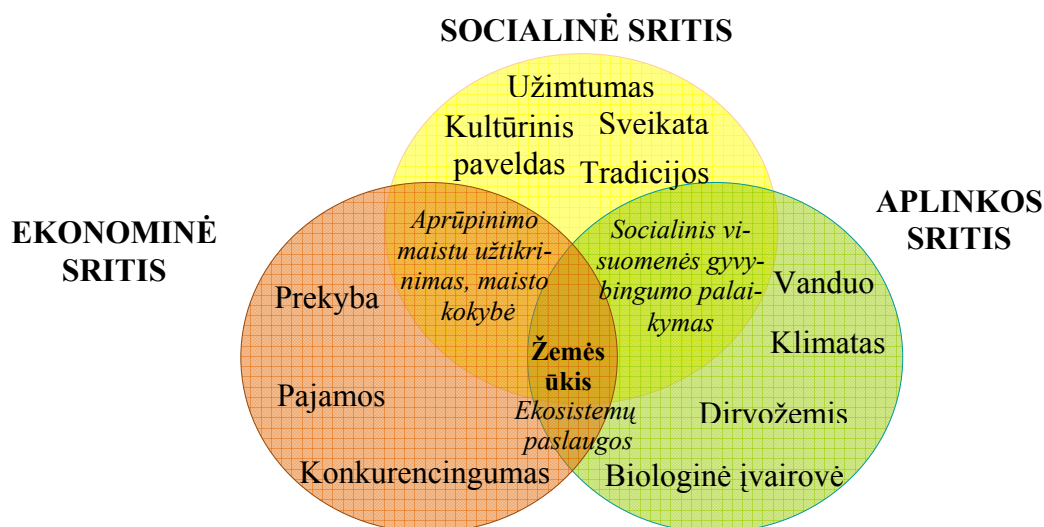 SOCIALINĖ SRITIS
Užimtumas
Kultūrinis
paveldas
Sveikata
Tradicijos
EKONOMINĖ
SRITIS
APLINKOS
SRITIS
Aprūpinimo
maistu užtikri-
nimas, maisto
kokybė
Socialinis vi-
suomenės gyvy-
bingumo palai-
kymas
Prekyba
Pajamos
Konkurencingumas
Žemės
ūkis
Ekosistemų
paslaugos
Vanduo
Klimatas
Dirvožemis
Biologinė įvairovė